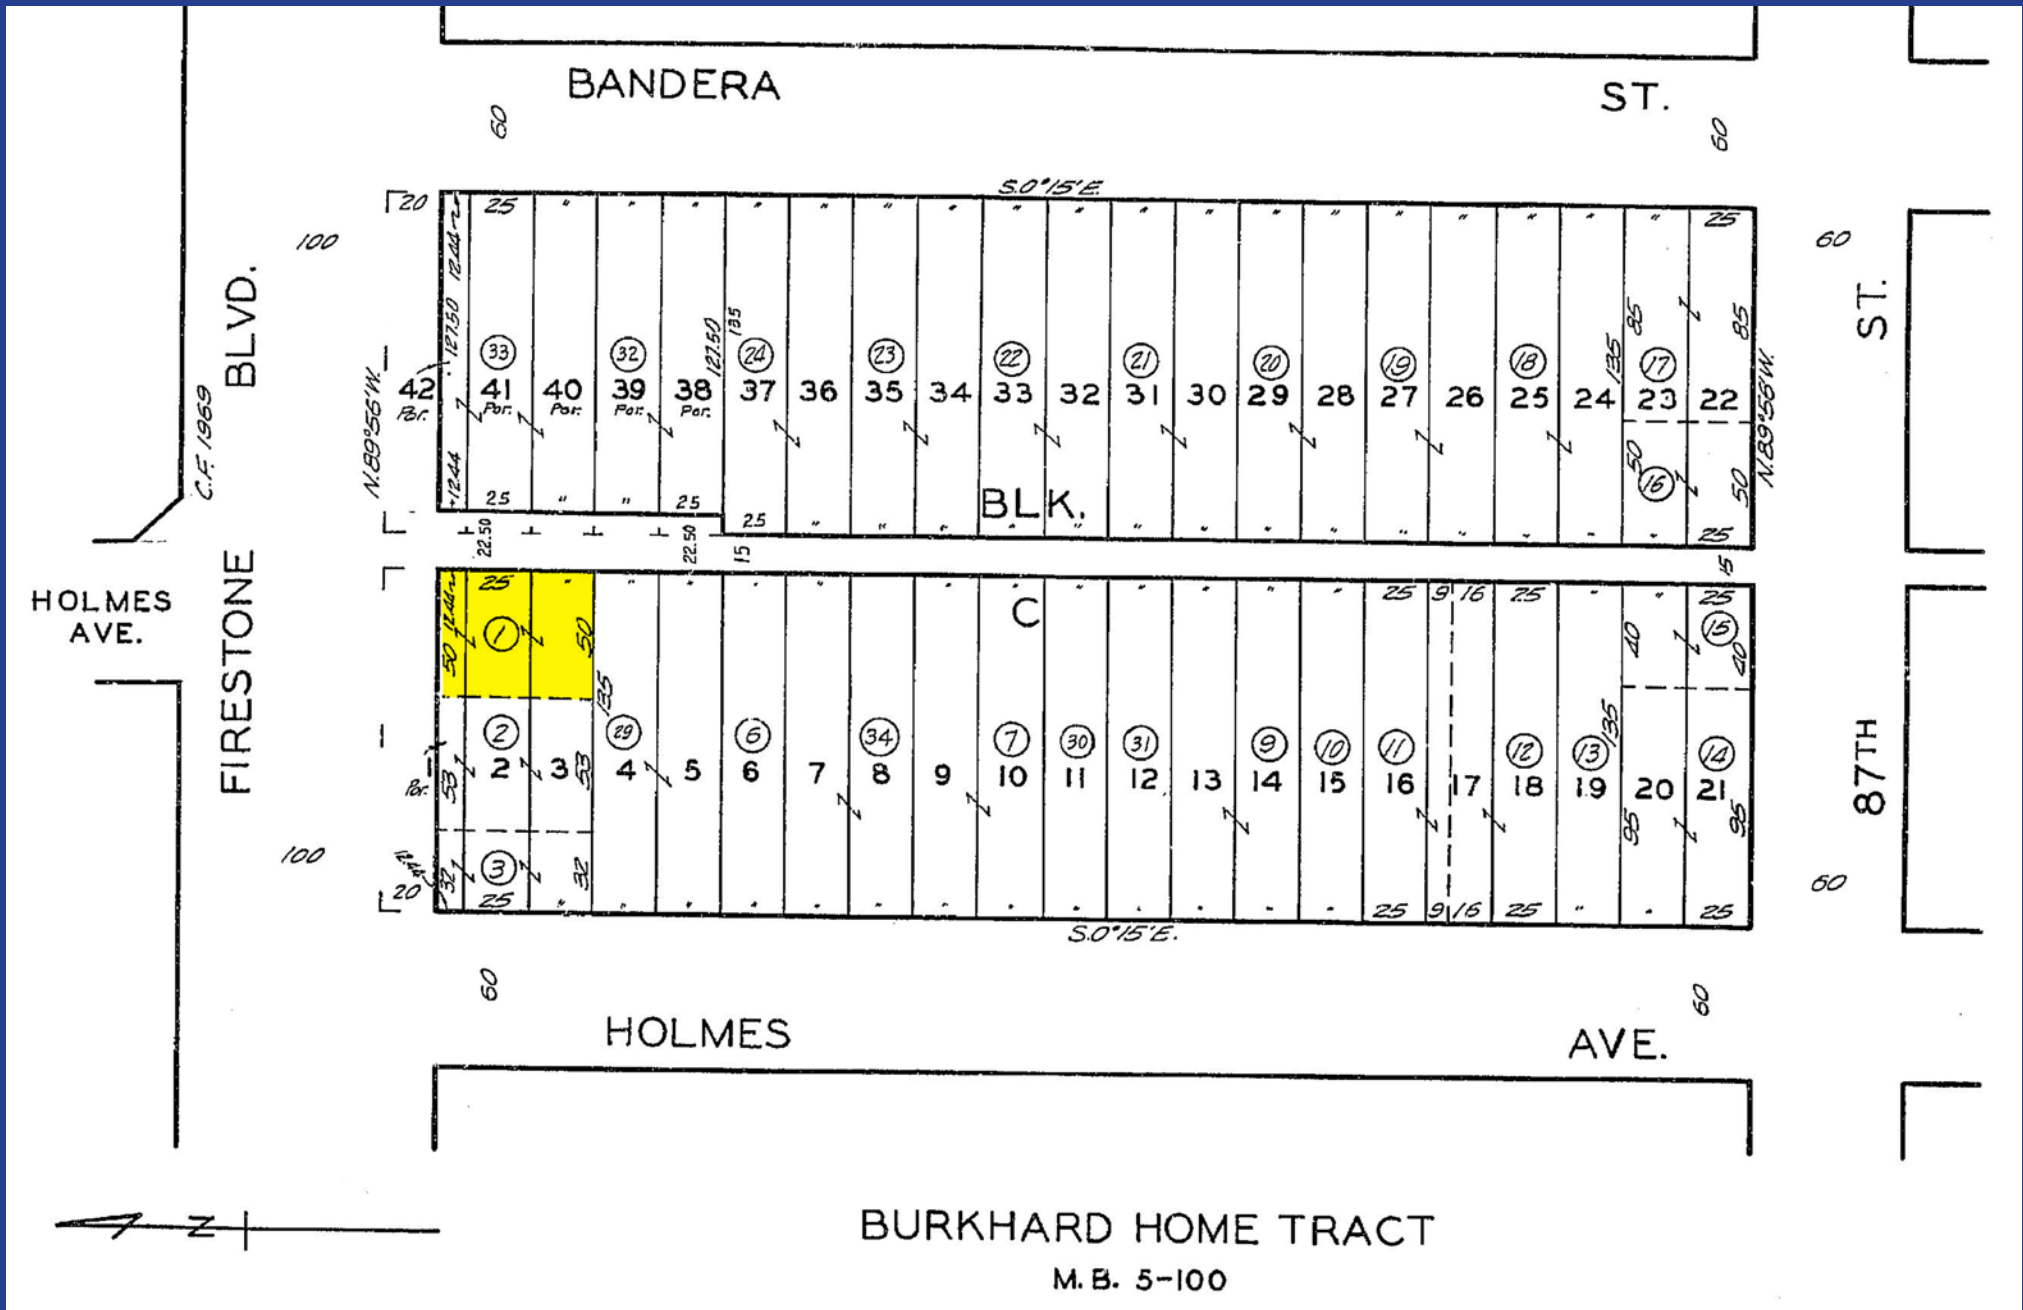 BANDERA ST.
60 60
S.0°15'E.
20 25 " " " " " " " " " " " " " " " " " " 25
100 60
12.44
127.50
127.50 135 135 85 85
33 32 24 23 22 21 20 19 18 17
42 41 40 39 38 37 36 35 34 33 32 31 30 29 28 27 26 25 24 23 22
Por. Por. Por. Por. Por.
N.89°56'W. N.89°56'W.
C.F. 1969
FIRESTONE BLVD.
87TH ST.
12.44 50 16 50
25 " " 25
BLK.
25 " " " " " " " " " " " " " " 25
22.50 22.50 15 15
HOLMES
AVE.
12.44 25 " " " " " " " " " " " " " 25 9 16 25 " " 25
C
50 1 50 40 15 40
135 135
2 29 6 34 7 30 31 9 10 11 12 13 14
2 3 4 5 6 7 8 9 10 11 12 13 14 15 16 17 18 19 20 21
Por. 1
53 53 95 95
100 60
12.44
32 3 32
20 25 " " " " " " " " " " " " " 25 9 16 25 " " 25
S.0°15'E.
60 60
HOLMES AVE.
N
BURKHARD HOME TRACT
M.B. 5-100